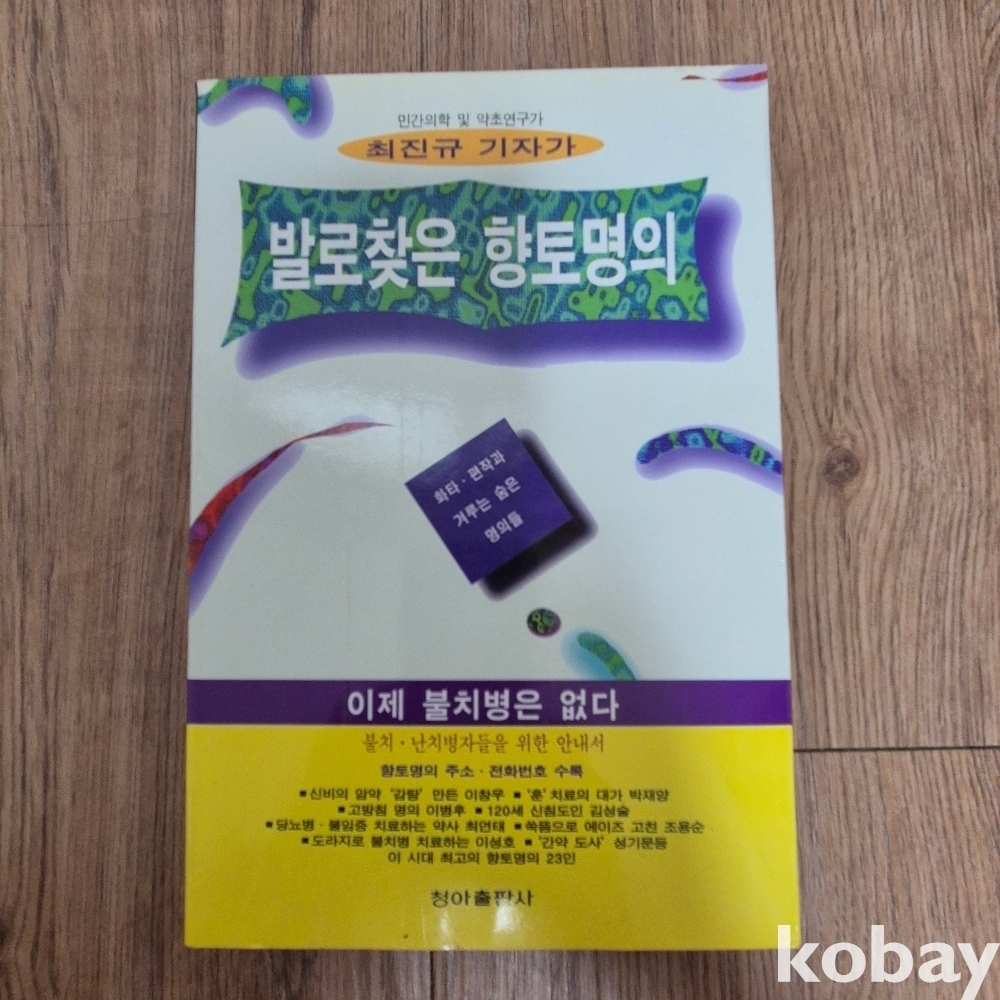 민간의학 및 약초연구가
최진규 기자가
발로찾은 향토명의
화타·편작과
겨루는 숨은
명의들
이제 불치병은 없다
불치·난치병자들을 위한 안내서
향토명의 주소·전화번호 수록
■신비의 암약 '감탕' 만든 이창우 ■'훈'치료의 대가 박재양
■고방침 명의 이병후 ■120세 신침도인 김성술
■당뇨병·불임증 치료하는 약사 최연태 ■쑥뜸으로 에이즈 고친 조용순
■도라지로 불치병 치료하는 이성호 ■'간약 도사' 성기문등
이 시대 최고의 향토명의 23인
청아출판사
kobay